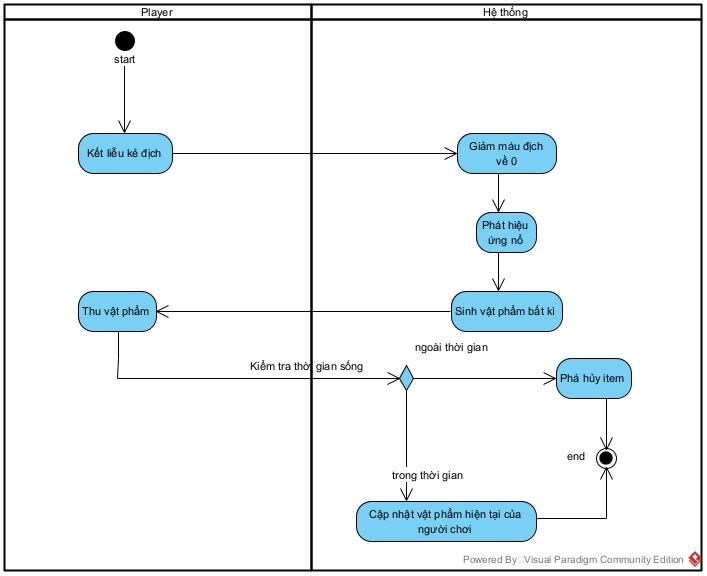 Player
Hệ thống
start
Kết liễu kẻ địch
Giảm máu địch
về 0
Phát hiệu
ứng nổ
Thu vật phẩm
Sinh vật phẩm bất kì
ngoài thời gian
Kiểm tra thời gian sống
Phá hủy item
end
trong thời gian
Cập nhật vật phẩm hiện tại của
người chơi
Powered By Visual Paradigm Community Edition